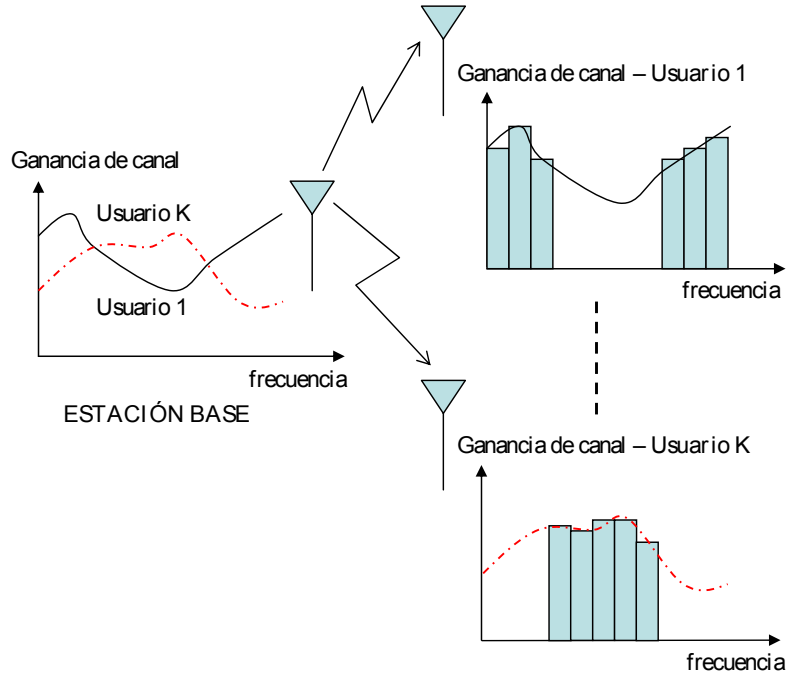 Ganancia de canal – Usuario 1
Ganancia de canal
Usuario K
Usuario 1
frecuencia
frecuencia
ESTACIÓN BASE
Ganancia de canal – Usuario K
frecuencia